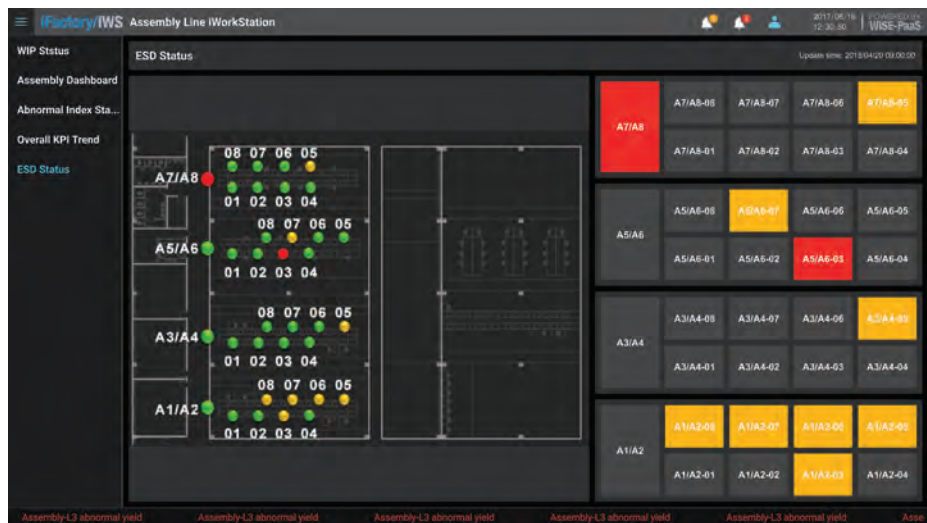 iFactory/IWS Assembly Line iWorkStation
2017/06/16
12:30:50
POWERED BY
WISE-PaaS
WIP Ststus
Assembly Dashboard
Abnormal Index Sta...
Overall KPI Trend
ESD Status
ESD Status
Update time: 2018/04/20 09:00:00
08 07 06 05
A7/A8
01 02 03 04
08 07 06 05
A5/A6
01 02 03 04
08 07 06 05
A3/A4
01 02 03 04
08 07 06 05
A1/A2
01 02 03 04
A7/A8
A7/A8-08 A7/A8-07 A7/A8-06 A7/A8-05
A7/A8-01 A7/A8-02 A7/A8-03 A7/A8-04
A5/A6
A5/A6-08 A5/A6-07 A5/A6-06 A5/A6-05
A5/A6-01 A5/A6-02 A5/A6-03 A5/A6-04
A3/A4
A3/A4-08 A3/A4-07 A3/A4-06 A3/A4-05
A3/A4-01 A3/A4-02 A3/A4-03 A3/A4-04
A1/A2
A1/A2-08 A1/A2-07 A1/A2-06 A1/A2-05
A1/A2-01 A1/A2-02 A1/A2-03 A1/A2-04
Assembly-L3 abnormal yield Assembly-L3 abnormal yield Assembly-L3 abnormal yield Assembly-L3 abnormal yield Assembly-L3 abnormal yield Asse